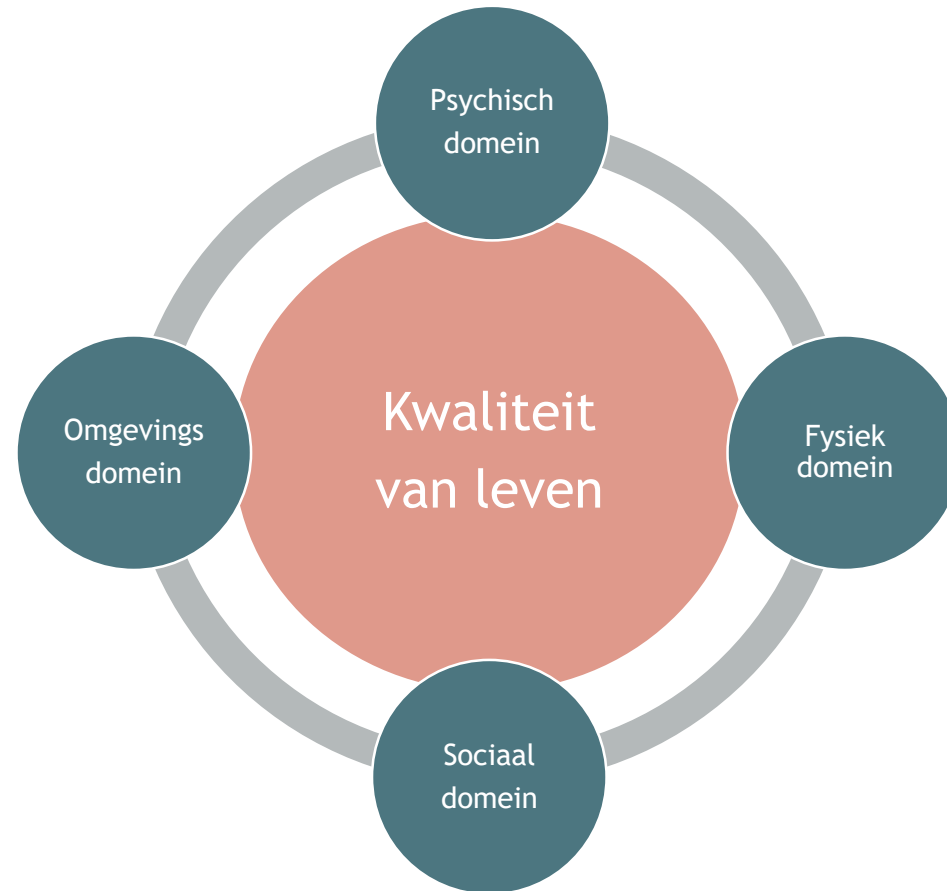 Psychisch
domein
Omgevings
domein
Kwaliteit
van leven
Fysiek
domein
Sociaal
domein